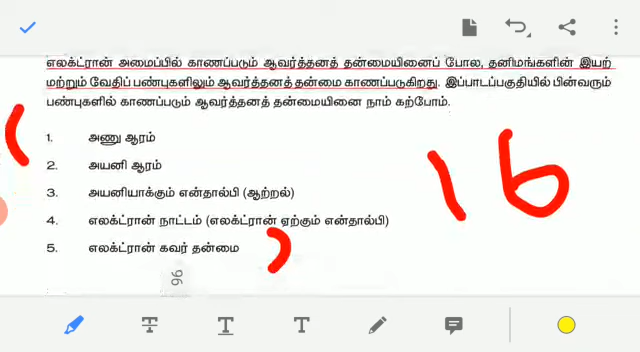 எலக்ட்ரான் அமைப்பில் காணப்படும் ஆவர்த்தனத் தன்மையினைப் போல, தனிமங்களின் இயற்
மற்றும் வேதிப் பண்புகளிலும் ஆவர்த்தனத் தன்மை காணப்படுகிறது. இப்பாடப்பகுதியில் பின்வரும்
பண்புகளில் காணப்படும் ஆவர்த்தனத் தன்மையினை நாம் கற்போம்.
1. அணு ஆரம்
2. அயனி ஆரம்
3. அயனியாக்கும் என்தால்பி (ஆற்றல்)
4. எலக்ட்ரான் நாட்டம் (எலக்ட்ரான் ஏற்கும் என்தால்பி)
5. எலக்ட்ரான் கவர் தன்மை
16
96
T T T